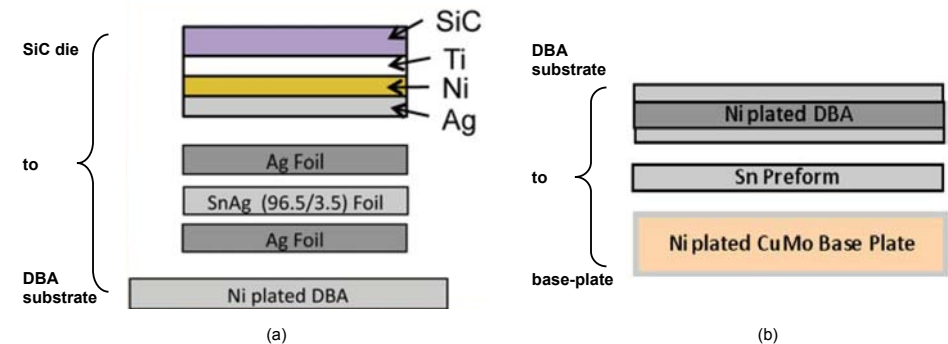 SiC die
to
DBA
substrate
SiC
Ti
Ni
Ag
Ag Foil
SnAg (96.5/3.5) Foil
Ag Foil
Ni plated DBA
(a)
DBA
substrate
to
base-plate
Ni plated DBA
Sn Preform
Ni plated CuMo Base Plate
(b)